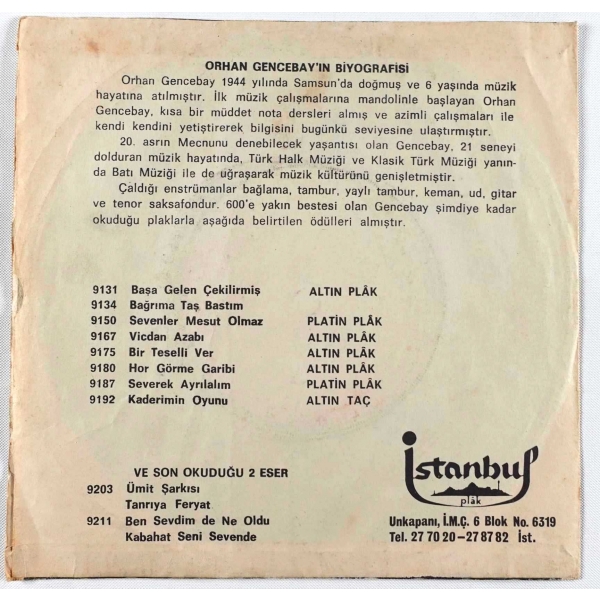 ORHAN GENCEBAY'IN BİYOGRAFİSİ
Orhan Gencebay 1944 yılında Samsun'da doğmuş ve 6 yaşında müzik
hayatına atılmıştır. İlk müzik çalışmalarına mandolinle başlayan Orhan
Gencebay, kısa bir müddet nota dersleri almış ve azimli çalışmaları ile
kendi kendini yetiştirerek bilgisini bugünkü seviyesine ulaştırmıştır.
20. asrın Mecnunu denebilecek yaşantısı olan Gencebay, 21 seneyi
dolduran müzik hayatında, Türk Halk Müziği ve Klasik Türk Müziği yanın-
da Batı Müziği ile de uğraşarak müzik kültürünü genişletmiştir.
Çaldığı enstrümanlar bağlama, tambur, yaylı tambur, keman, ud, gitar
ve tenor saksafondur. 600'e yakın bestesi olan Gencebay şimdiye kadar
okuduğu plaklarla aşağıda belirtilen ödülleri almıştır.
9131 Başa Gelen Çekilirmiş ALTIN PLÂK
9134 Bağrıma Taş Bastım
9150 Sevenler Mesut Olmaz PLATİN PLÂK
9167 Vicdan Azabı ALTIN PLÂK
9175 Bir Teselli Ver ALTIN PLÂK
9180 Hor Görme Garibi ALTIN PLÂK
9187 Severek Ayrılalım PLATİN PLÂK
9192 Kaderimin Oyunu ALTIN TAÇ
VE SON OKUDUĞU 2 ESER
9203 Ümit Şarkısı
Tanrıya Feryat
9211 Ben Sevdim de Ne Oldu
Kabahat Seni Sevende
İstanbul
plâk
Unkapanı, İ.M.Ç. 6 Blok No. 6319
Tel. 27 70 20 - 27 87 82 İst.